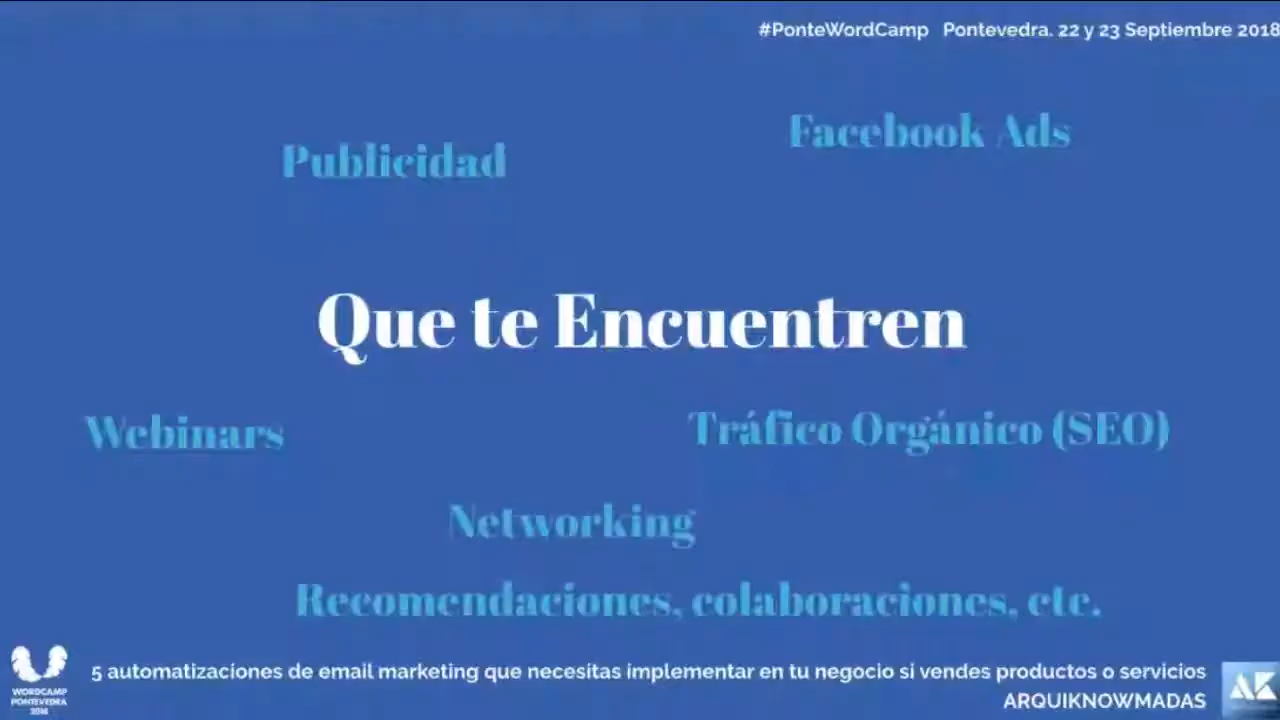 #PonteWordCamp Pontevedra. 22 y 23 Septiembre 2018
Facebook Ads
Publicidad
Que te Encuentren
Webinars
Tráfico Orgánico (SEO)
Networking
Recomendaciones, colaboraciones, etc.
5 automatizaciones de email marketing que necesitas implementar en tu negocio si vendes productos o servicios
ARQUIKNOWMADAS
WORDCAMP
PONTEVEDRA
2018
AK